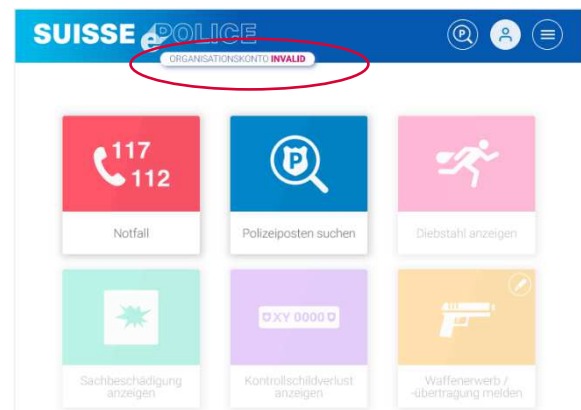 SUISSE ePOLICE
ORGANISATIONSKONTO INVALID
117
112
Notfall
P
Polizeiposten suchen
Diebstahl anzeigen
Sachbeschädigung
anzeigen
XY 0000
Kontrollschildverlust
anzeigen
Waffenerwerb /
-übertragung melden